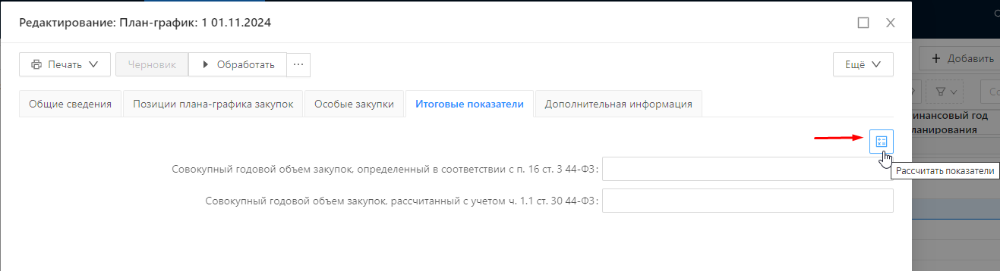 Редактирование: План-график: 1 01.11.2024
Печать Черновик Обработать ... Ещё
Добавить
Общие сведения Позиции плана-графика закупок Особые закупки Итоговые показатели Дополнительная информация
инансовый год
ланирования
Рассчитать показатели
Совокупный годовой объем закупок, определенный в соответствии с п. 16 ст. 3 44-ФЗ:
Совокупный годовой объем закупок, рассчитанный с учетом ч. 1.1 ст. 30 44-ФЗ: